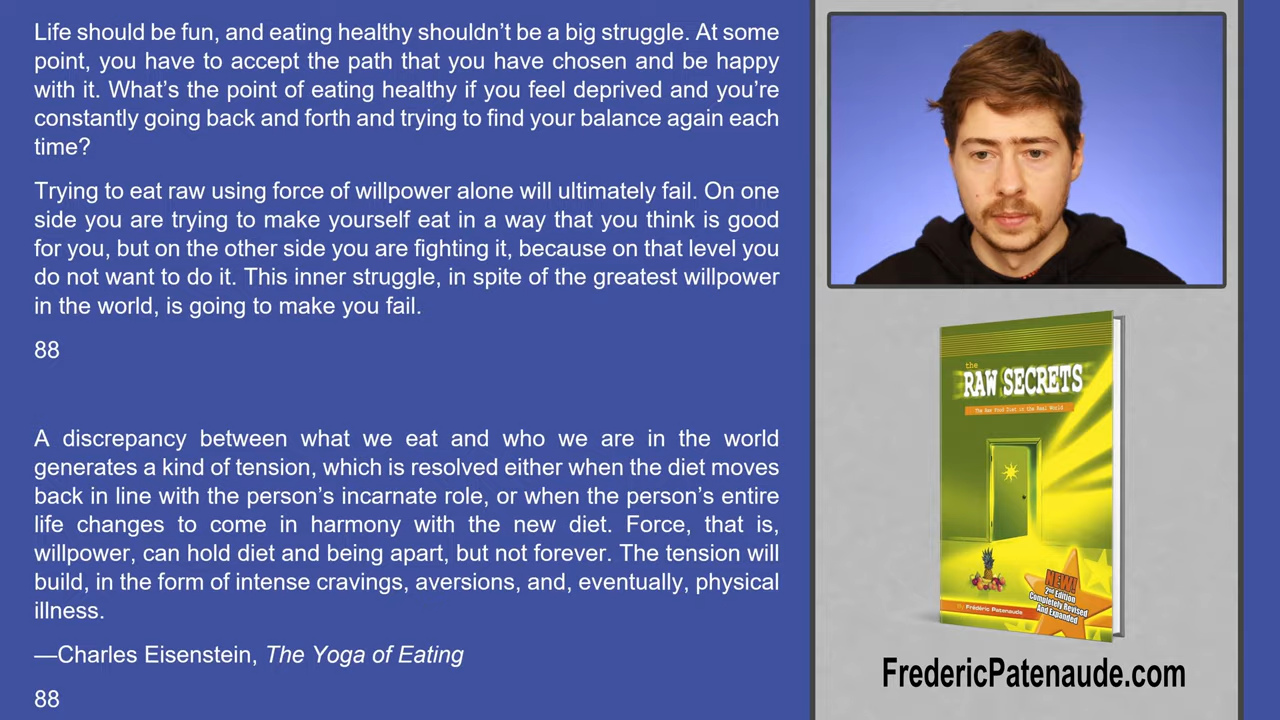 Life should be fun, and eating healthy shouldn’t be a big struggle. At some
point, you have to accept the path that you have chosen and be happy
with it. What’s the point of eating healthy if you feel deprived and you’re
constantly going back and forth and trying to find your balance again each
time?
Trying to eat raw using force of willpower alone will ultimately fail. On one
side you are trying to make yourself eat in a way that you think is good
for you, but on the other side you are fighting it, because on that level you
do not want to do it. This inner struggle, in spite of the greatest willpower
in the world, is going to make you fail.
88
A discrepancy between what we eat and who we are in the world
generates a kind of tension, which is resolved either when the diet moves
back in line with the person’s incarnate role, or when the person’s entire
life changes to come in harmony with the new diet. Force, that is,
willpower, can hold diet and being apart, but not forever. The tension will
build, in the form of intense cravings, aversions, and, eventually, physical
illness.
—Charles Eisenstein, The Yoga of Eating
88
the
RAW SECRETS
The Raw Food Diet in the Real World
NEW!
2nd Edition
Completely Revised
And Expanded
By Frédéric Patenaude
FredericPatenaude.com